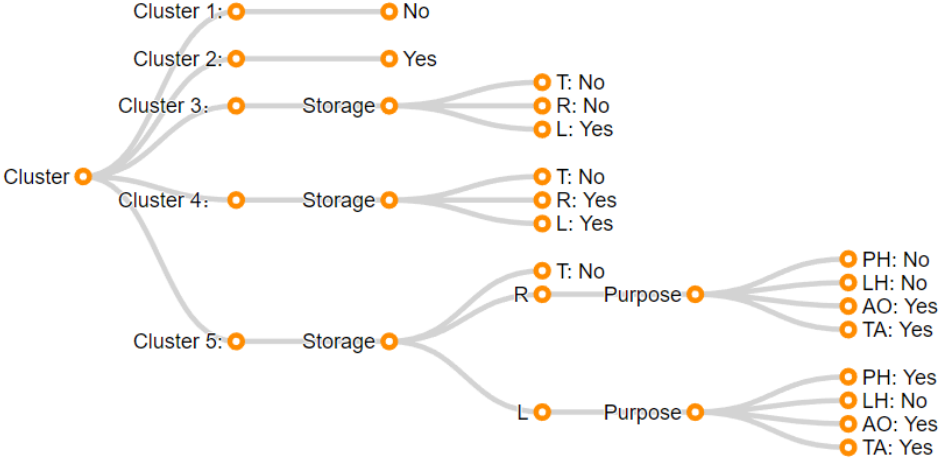 Cluster
Cluster 1:
No
Cluster 2:
Yes
Cluster 3:
Storage
T: No
R: No
L: Yes
Cluster 4:
Storage
T: No
R: Yes
L: Yes
Cluster 5:
Storage
T: No
R
Purpose
PH: No
LH: No
AO: Yes
TA: Yes
L
Purpose
PH: Yes
LH: No
AO: Yes
TA: Yes